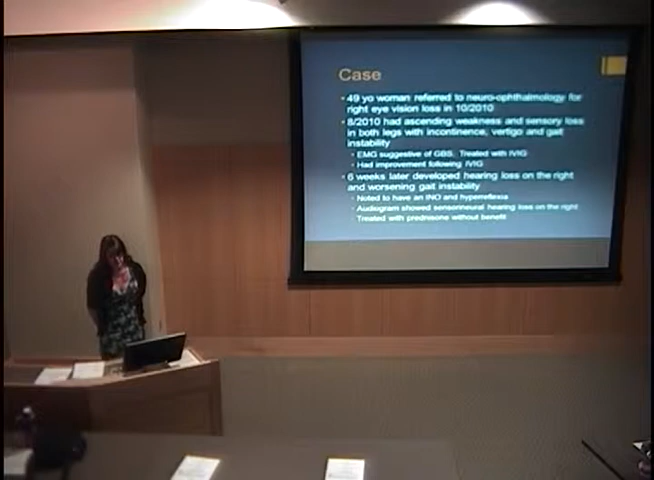 Case
49 yo woman referred to neuro-ophthalmology for
right eye vision loss in 10/2010
8/2010 had ascending weakness and sensory loss
in both legs with incontinence, vertigo and gait
instability
EMG suggestive of GBS. Treated with IVIG
Had improvement following IVIG
6 weeks later developed hearing loss on the right
and worsening gait instability
Noted to have an INO and hyperreflexia
Audiogram showed sensorineural hearing loss on the right
Treated with prednisone without benefit